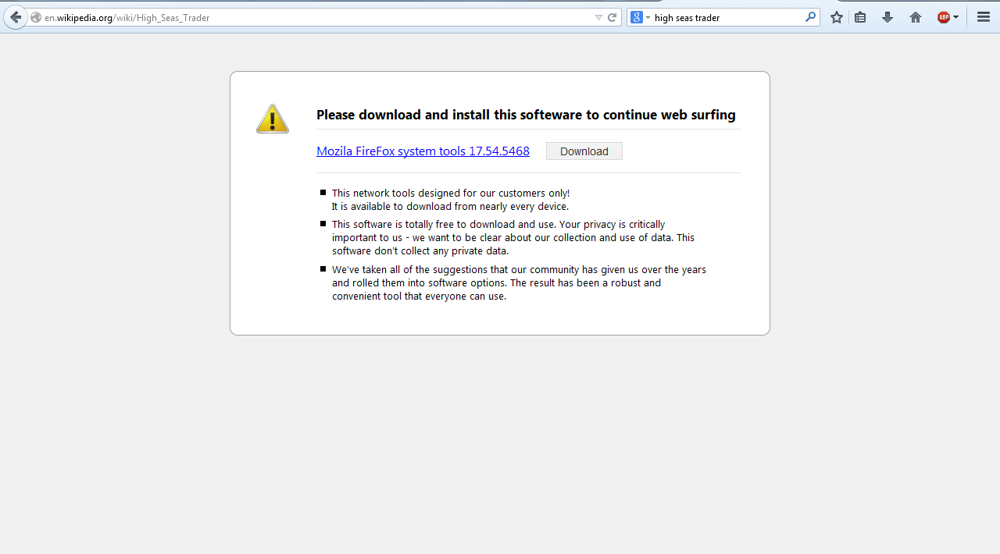 en.wikipedia.org/wiki/High_Seas_Trader
8 high seas trader
ABP
Please download and install this softeware to continue web surfing
Mozila FireFox system tools 17.54.5468 Download
This network tools designed for our customers only!
It is available to download from nearly every device.
This software is totally free to download and use. Your privacy is critically
important to us - we want to be clear about our collection and use of data. This
software don't collect any private data.
We've taken all of the suggestions that our community has given us over the years
and rolled them into software options. The result has been a robust and
convenient tool that everyone can use.